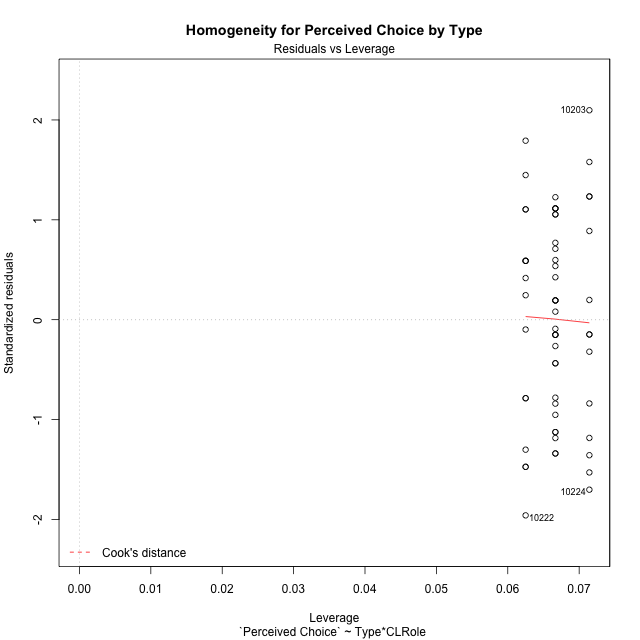 Homogeneity for Perceived Choice by Type
Residuals vs Leverage
10203
2
1
0
-1
-2
Standardized residuals
10224
10222
Cook's distance
0.00 0.01 0.02 0.03 0.04 0.05 0.06 0.07
Leverage
`Perceived Choice` ~ Type*CLRole